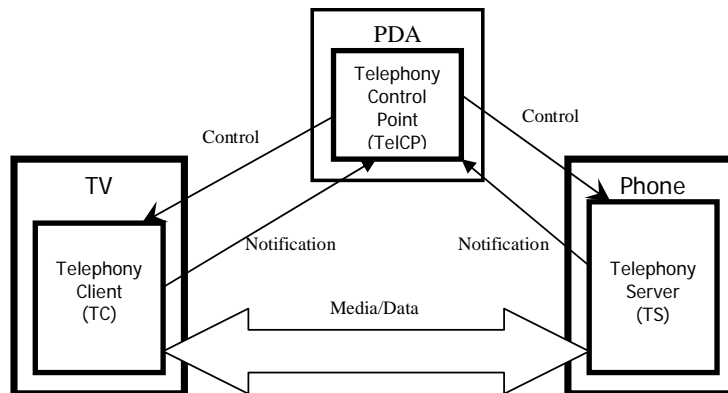 PDA
Telephony
Control
Point
(TelCP)
Control
Control
TV
Phone
Notification
Notification
Telephony
Client
(TC)
Telephony
Server
(TS)
Media/Data